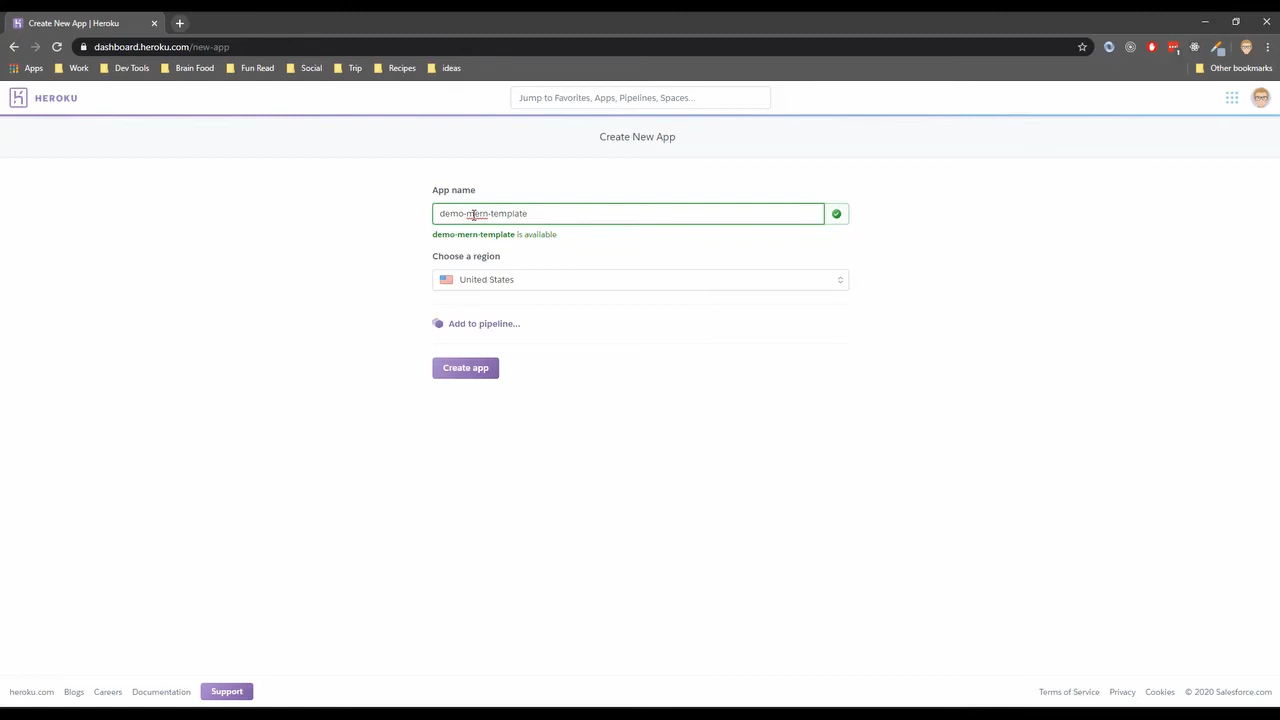 Create New App | Heroku
dashboard.heroku.com/new-app
Apps Work Dev Tools Brain Food Fun Read Social Trip Recipes ideas Other bookmarks
HEROKU Jump to Favorites, Apps, Pipelines, Spaces...
Create New App
App name
demo-mern-template
demo-mern-template is available
Choose a region
United States
Add to pipeline...
Create app
heroku.com Blogs Careers Documentation Support Terms of Service Privacy Cookies © 2020 Salesforce.com